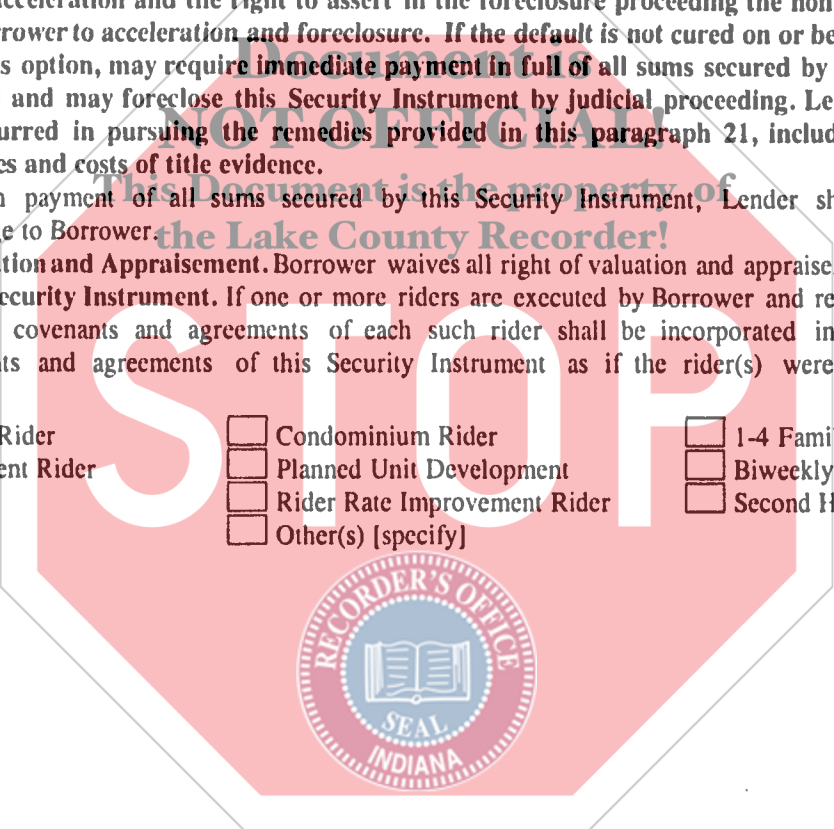 acceleration and the right to assert in the foreclosure proceeding the non
rrower to acceleration and foreclosure. If the default is not cured on or be
s option, may require immediate payment in full of all sums secured by
and may foreclose this Security Instrument by judicial proceeding. Le
urred in pursuing the remedies provided in this paragraph 21, includ
es and costs of title evidence.
n payment of all sums secured by this Security Instrument, Lender sh
e to Borrower.
tion and Appraisement. Borrower waives all right of valuation and appraise
ecurity Instrument. If one or more riders are executed by Borrower and re
covenants and agreements of each such rider shall be incorporated in
nts and agreements of this Security Instrument as if the rider(s) were
Rider Condominium Rider 1-4 Fami
ent Rider Planned Unit Development Biweekly
Rider Rate Improvement Rider Second H
Other(s) [specify]
Document is
NOT OFFICIAL!
This Document is the property of
the Lake County Recorder!
STOP
RECORDER'S OFFICE
SEAL
INDIANA